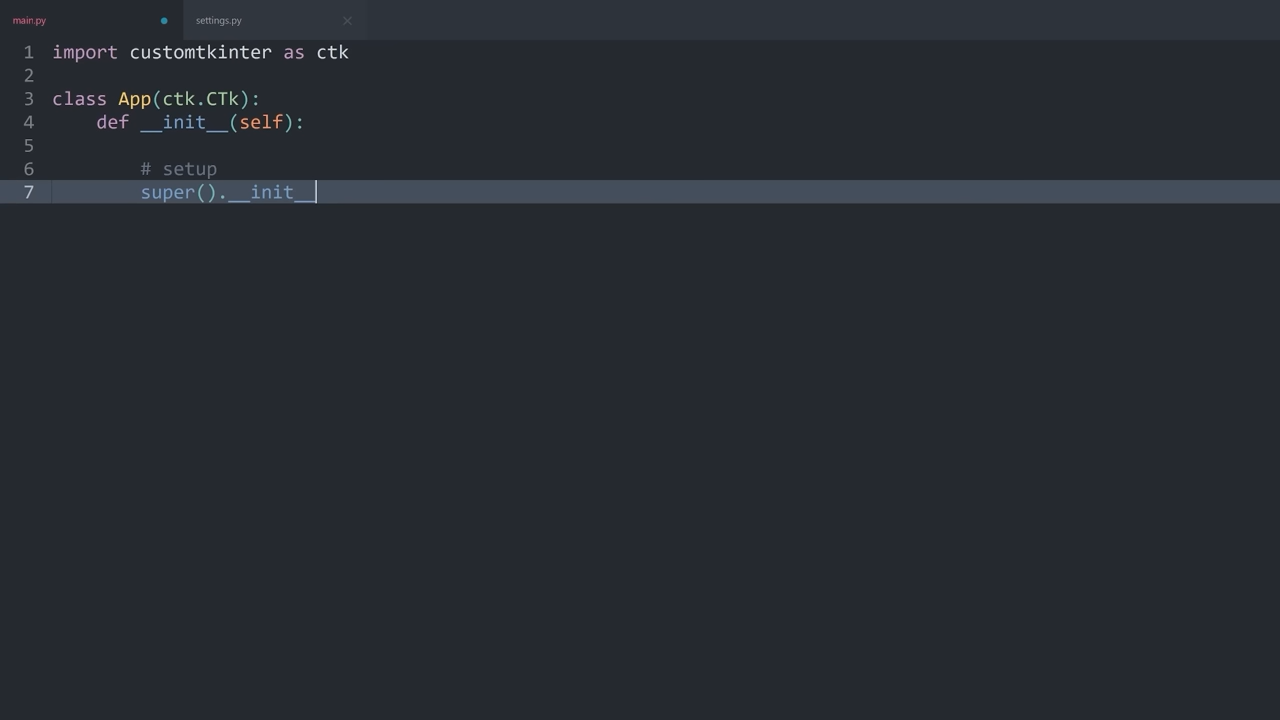 main.py settings.py
1 import customtkinter as ctk
2
3 class App(ctk.CTk):
4     def __init__(self):
5
6         # setup
7         super().__init__